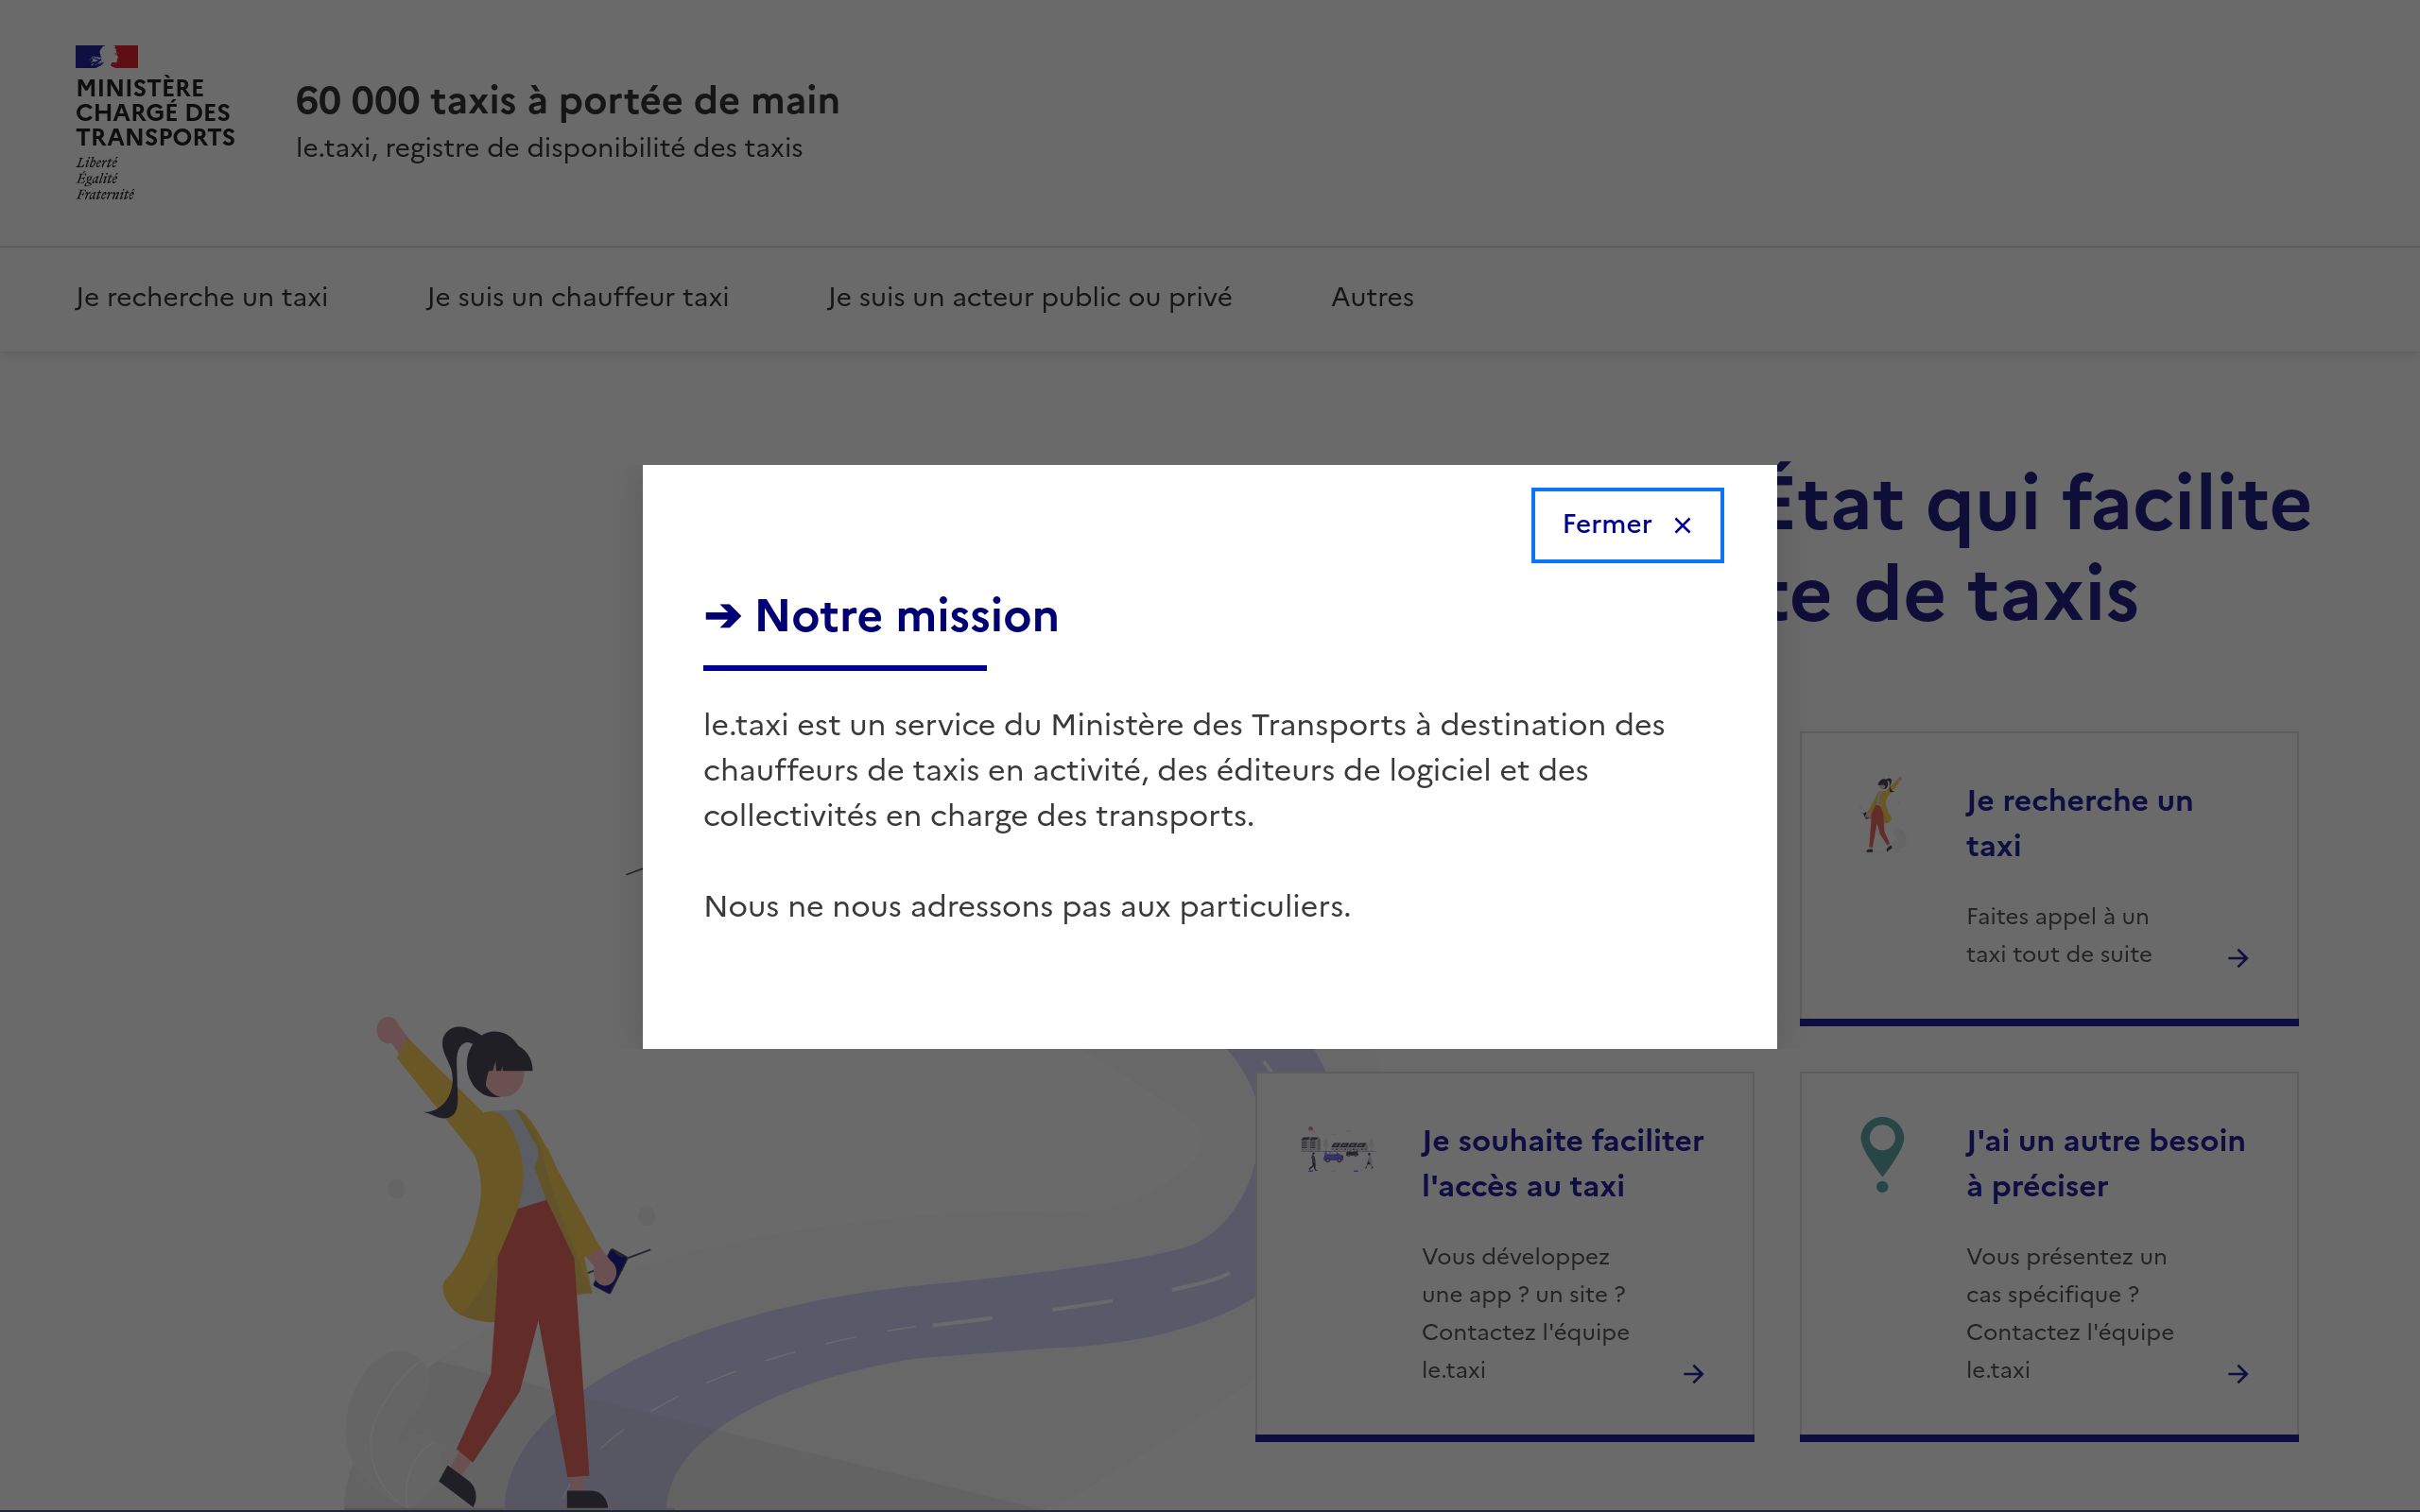 MINISTÈRE
CHARGÉ DES
TRANSPORTS
Liberté
Égalité
Fraternité
60 000 taxis à portée de main
le.taxi, registre de disponibilité des taxis
Je recherche un taxi
Je suis un chauffeur taxi
Je suis un acteur public ou privé
Autres
État qui facilite
de taxis
Fermer ×
➔ Notre mission
le.taxi est un service du Ministère des Transports à destination des
chauffeurs de taxis en activité, des éditeurs de logiciel et des
collectivités en charge des transports.
Nous ne nous adressons pas aux particuliers.
Je recherche un
taxi
Faites appel à un
taxi tout de suite
Je souhaite faciliter
l'accès au taxi
Vous développez
une app ? un site ?
Contactez l'équipe
le.taxi
J'ai un autre besoin
à préciser
Vous présentez un
cas spécifique ?
Contactez l'équipe
le.taxi